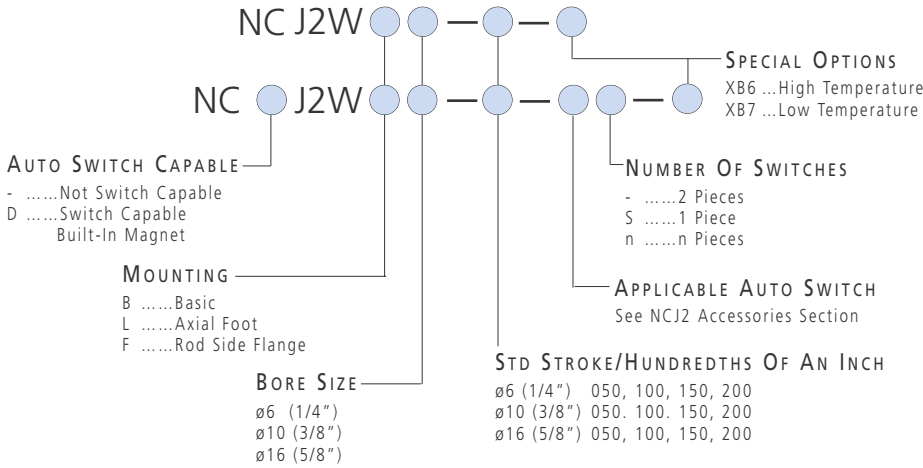 NC J2W — —
SPECIAL OPTIONS
XB6 ...High Temperature
XB7 ...Low Temperature
NC J2W — — —
AUTO SWITCH CAPABLE
- ......Not Switch Capable
D ......Switch Capable
Built-In Magnet
NUMBER OF SWITCHES
- ......2 Pieces
S ......1 Piece
n ......n Pieces
MOUNTING
B ......Basic
L ......Axial Foot
F ......Rod Side Flange
APPLICABLE AUTO SWITCH
See NCJ2 Accessories Section
BORE SIZE
ø6 (1/4")
ø10 (3/8")
ø16 (5/8")
STD STROKE/HUNDREDTHS OF AN INCH
ø6 (1/4") 050, 100, 150, 200
ø10 (3/8") 050. 100. 150, 200
ø16 (5/8") 050, 100, 150, 200